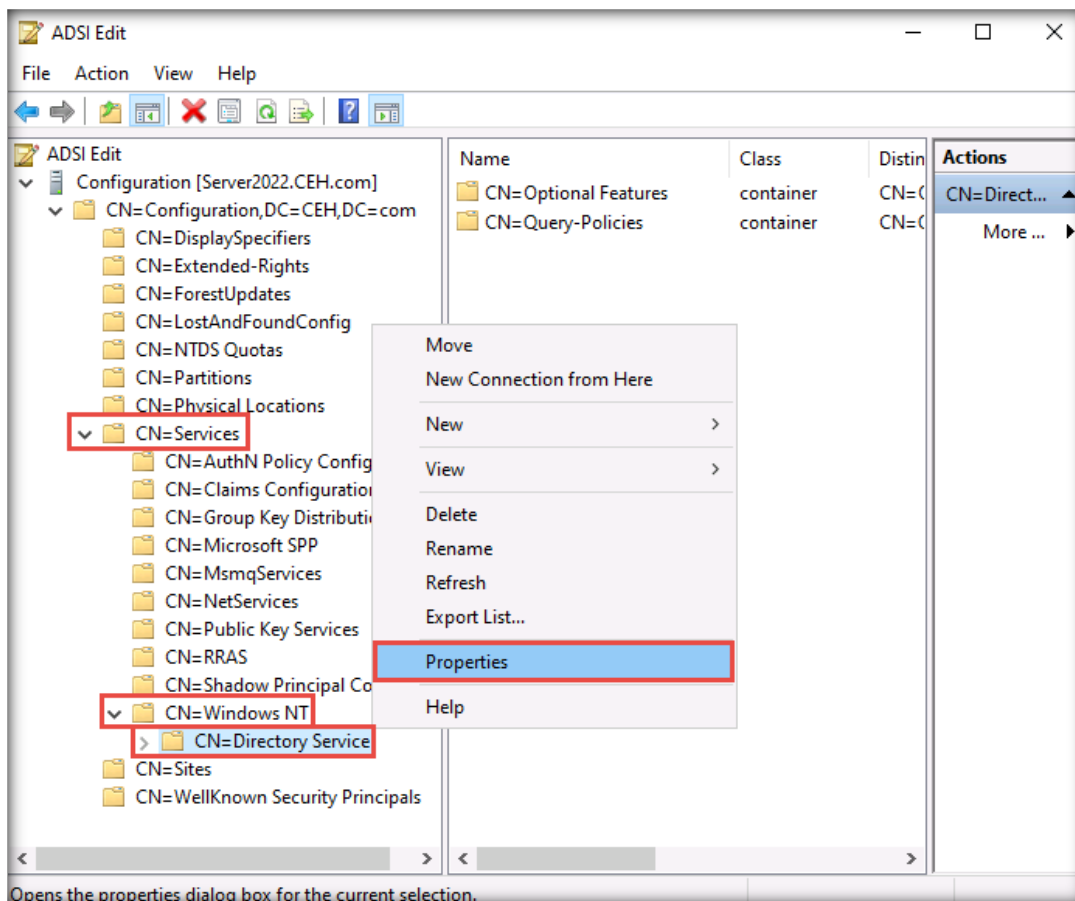 ADSI Edit
File Action View Help
ADSI Edit
Configuration [Server2022.CEH.com]
CN=Configuration,DC=CEH,DC=com
CN=DisplaySpecifiers
CN=Extended-Rights
CN=ForestUpdates
CN=LostAndFoundConfig
CN=NTDS Quotas
CN=Partitions
CN=Physical Locations
CN=Services
CN=AuthN Policy Config
CN=Claims Configuration
CN=Group Key Distributi
CN=Microsoft SPP
CN=MsmqServices
CN=NetServices
CN=Public Key Services
CN=RRAS
CN=Shadow Principal Co
CN=Windows NT
CN=Directory Service
CN=Sites
CN=WellKnown Security Principals
Name Class Distin
CN=Optional Features container CN=C
CN=Query-Policies container CN=C
Move
New Connection from Here
New
View
Delete
Rename
Refresh
Export List...
Properties
Help
Actions
CN=Direct...
More ...
Opens the properties dialog box for the current selection.